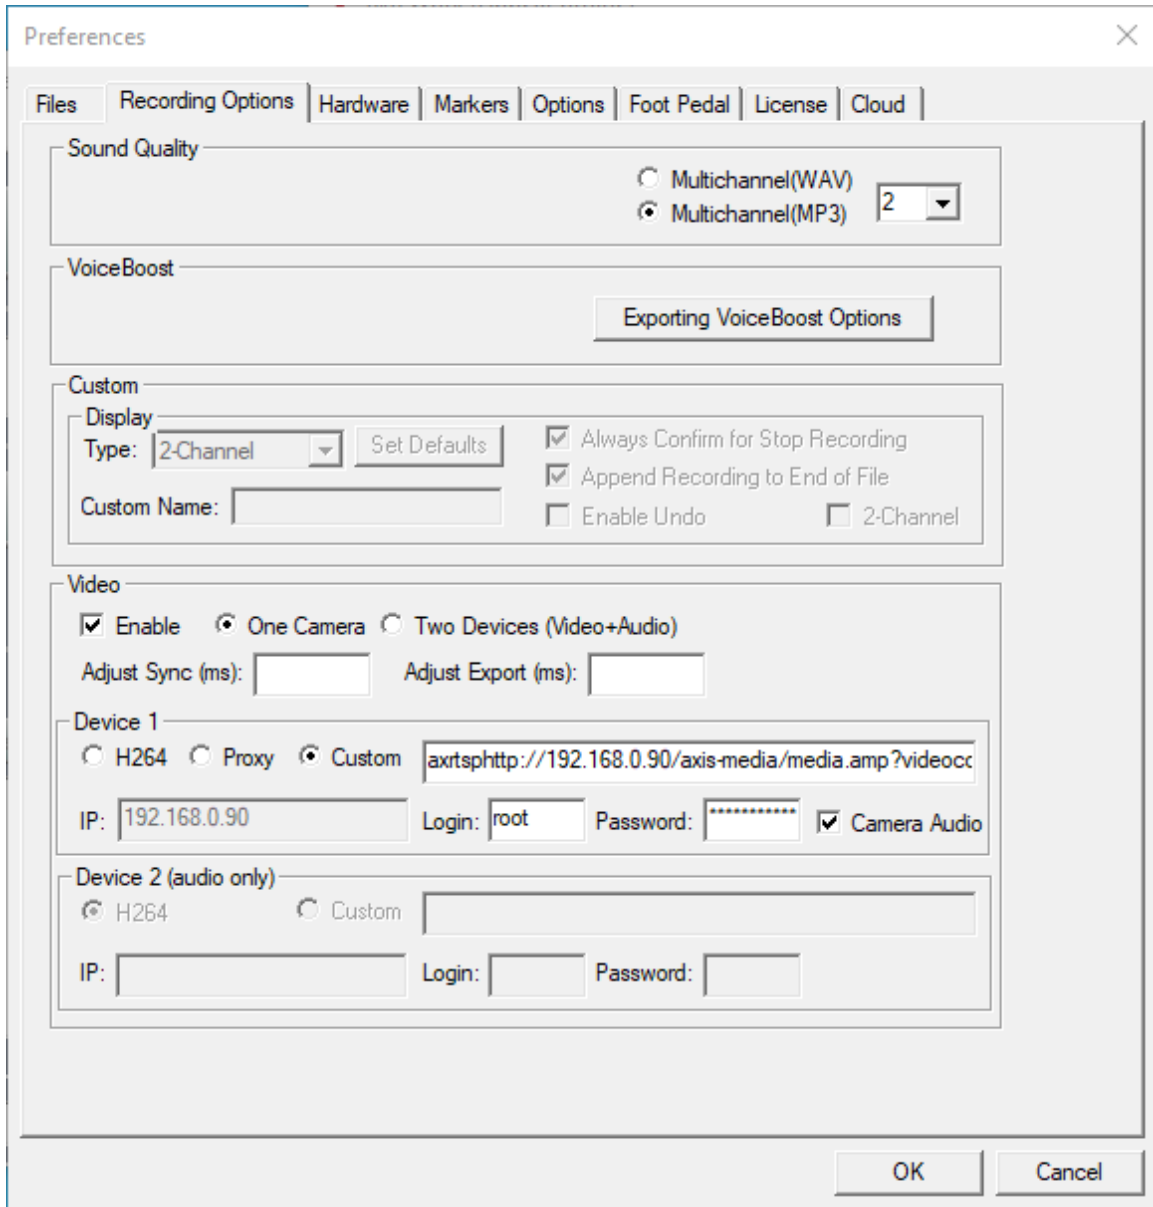 Preferences
Files Recording Options Hardware Markers Options Foot Pedal License Cloud
Sound Quality
Multichannel(WAV)
Multichannel(MP3) 2
VoiceBoost
Exporting VoiceBoost Options
Custom
Display
Type: 2-Channel Set Defaults Always Confirm for Stop Recording
Append Recording to End of File
Custom Name: Enable Undo 2-Channel
Video
Enable One Camera Two Devices (Video+Audio)
Adjust Sync (ms): Adjust Export (ms):
Device 1
H264 Proxy Custom axrtsphttp://192.168.0.90/axis-media/media.amp?videocc
IP: 192.168.0.90 Login: root Password: *********** Camera Audio
Device 2 (audio only)
H264 Custom
IP: Login: Password:
OK Cancel